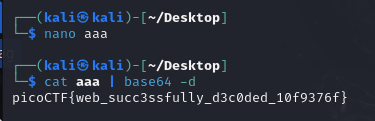 ┌──(kali㉿kali)-[~/Desktop]
└─$ nano aaa
┌──(kali㉿kali)-[~/Desktop]
└─$ cat aaa | base64 -d
picoCTF{web_succ3ssfully_d3c0ded_10f9376f}